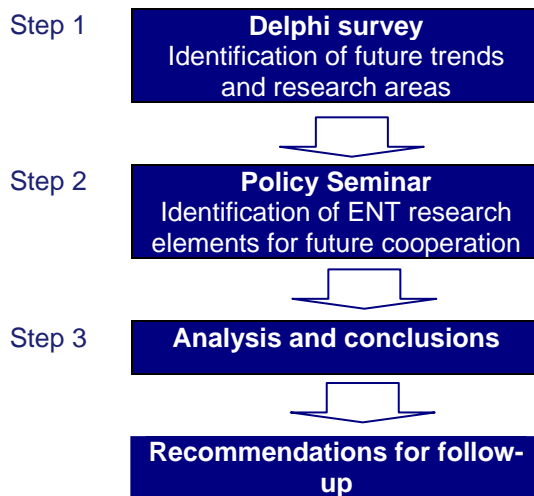 Step 1
Delphi survey
Identification of future trends
and research areas
Step 2
Policy Seminar
Identification of ENT research
elements for future cooperation
Step 3
Analysis and conclusions
Recommendations for follow-
up